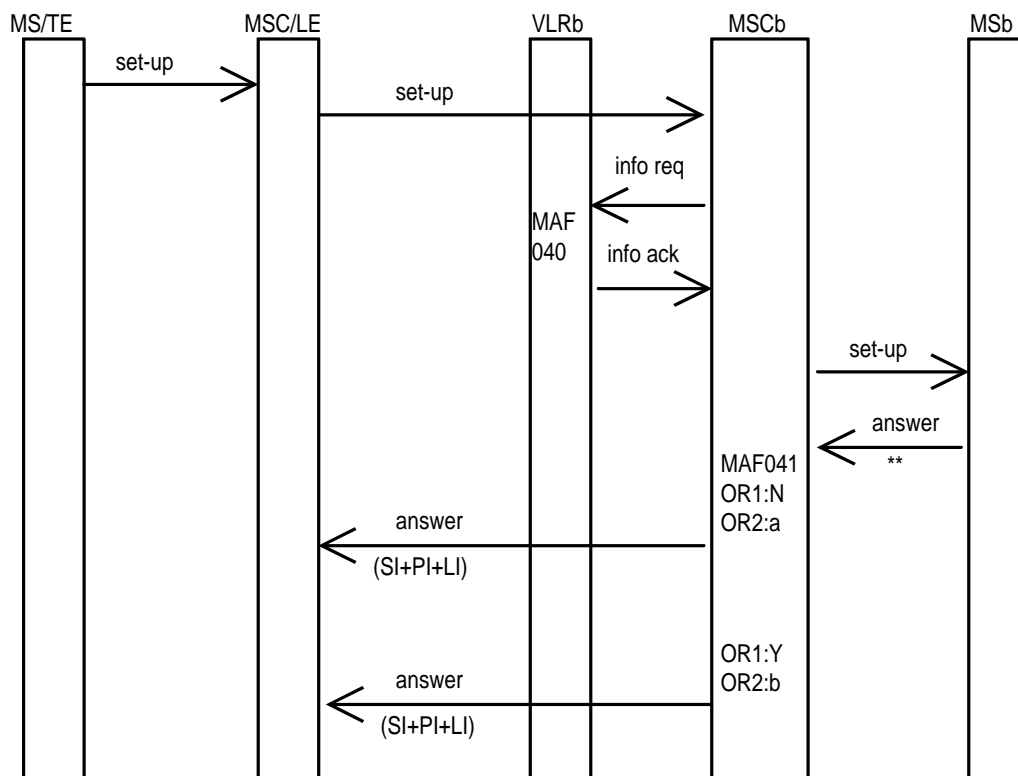 MS/TE MSC/LE VLRb MSCb MSb
set-up
set-up
info req
MAF
040
info ack
set-up
answer
**
MAF041
OR1:N
OR2:a
answer
(SI+PI+LI)
OR1:Y
OR2:b
answer
(SI+PI+LI)